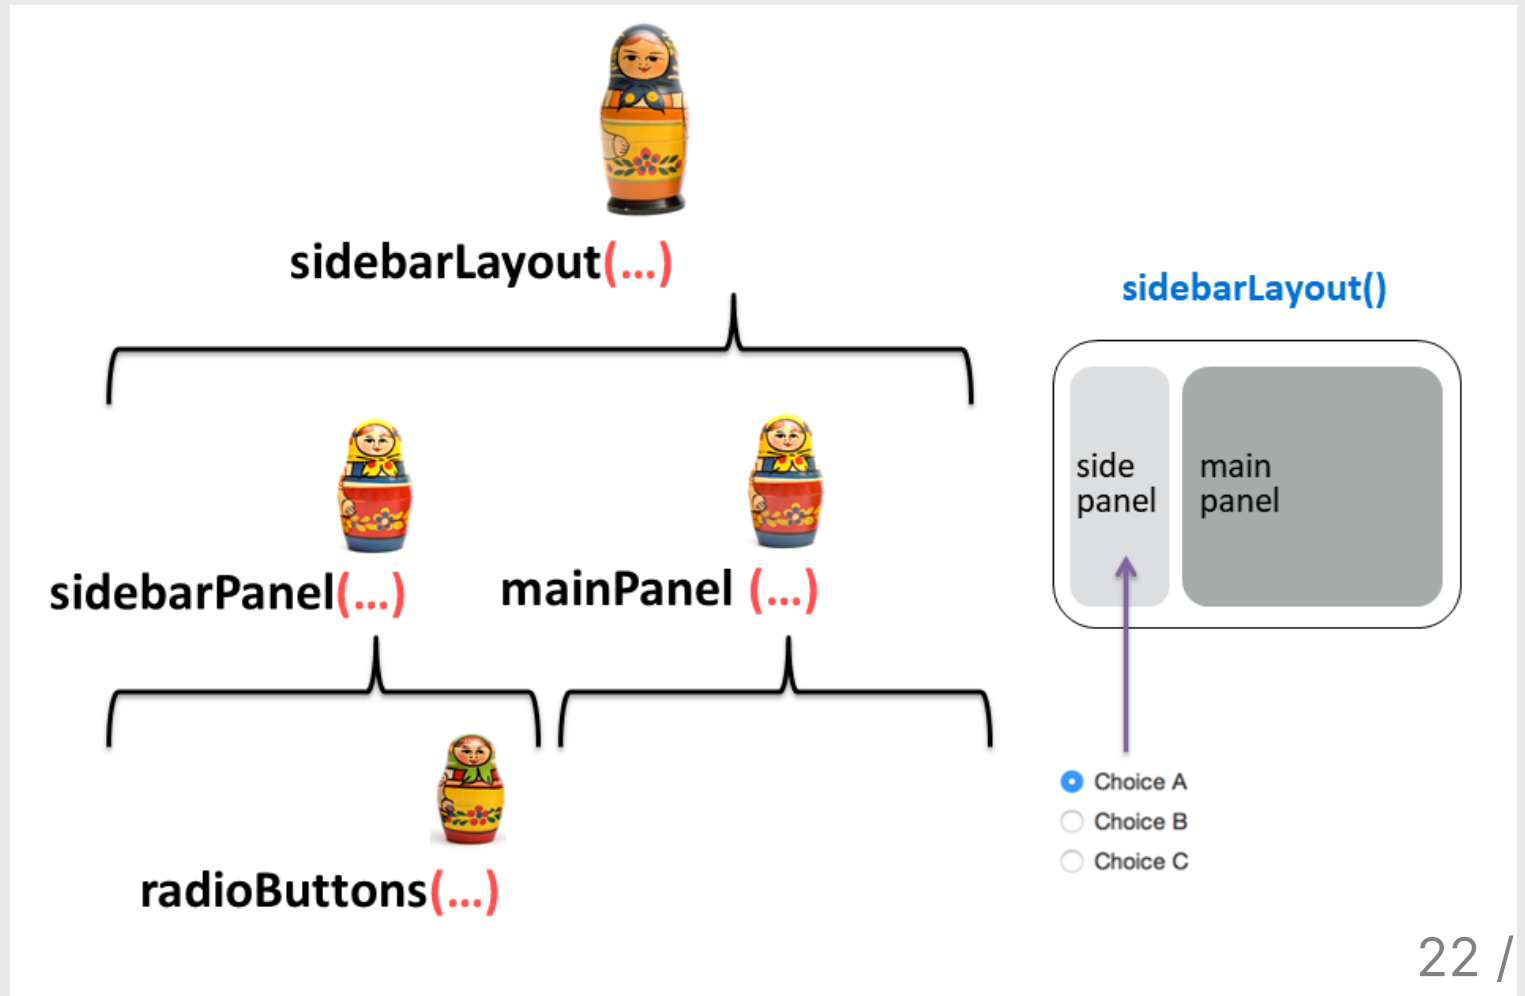 sidebarLayout(...)
sidebarLayout()
side
panel
main
panel
sidebarPanel(...)
mainPanel (...)
Choice A
Choice B
Choice C
radioButtons(...)
22 /